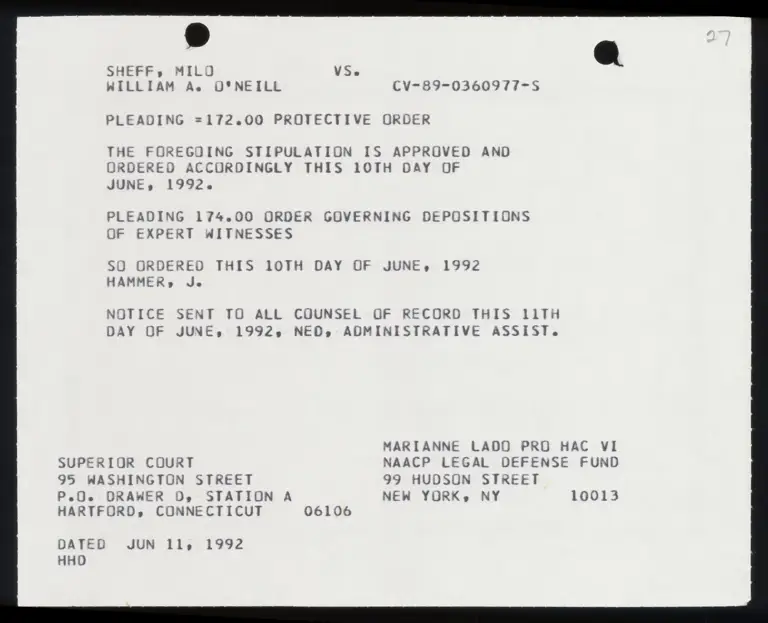 27
SHEFF, MILO VS.
WILLIAM A. O'NEILL CV-89-0360977-S
PLEADING =172.00 PROTECTIVE ORDER
THE FOREGOING STIPULATION IS APPROVED AND
ORDERED ACCORDINGLY THIS 10TH DAY OF
JUNE, 1992.
PLEADING 174.00 ORDER GOVERNING DEPOSITIONS
OF EXPERT WITNESSES
SO ORDERED THIS 10TH DAY OF JUNE, 1992
HAMMER, J.
NOTICE SENT TO ALL COUNSEL OF RECORD THIS 11TH
DAY OF JUNE, 1992, NEO, ADMINISTRATIVE ASSIST.
SUPERIOR COURT
95 WASHINGTON STREET
P.O. DRAWER D, STATION A
HARTFORD, CONNECTICUT 06106
DATED JUN 11, 1992
HHD
MARIANNE LADO PRO HAC VI
NAACP LEGAL DEFENSE FUND
99 HUDSON STREET
NEW YORK, NY 10013